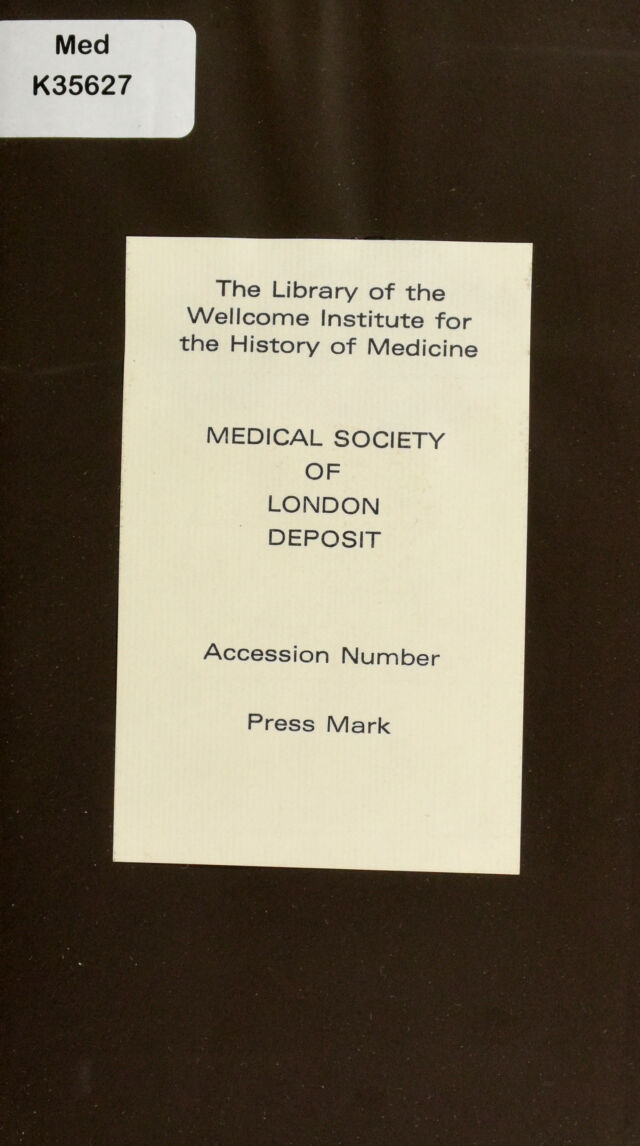 Med
K35627
The Library of the
Wellcome Institute for
the History of Medicine
MEDICAL SOCIETY
OF
LONDON
DEPOSIT
Accession Number
Press Mark